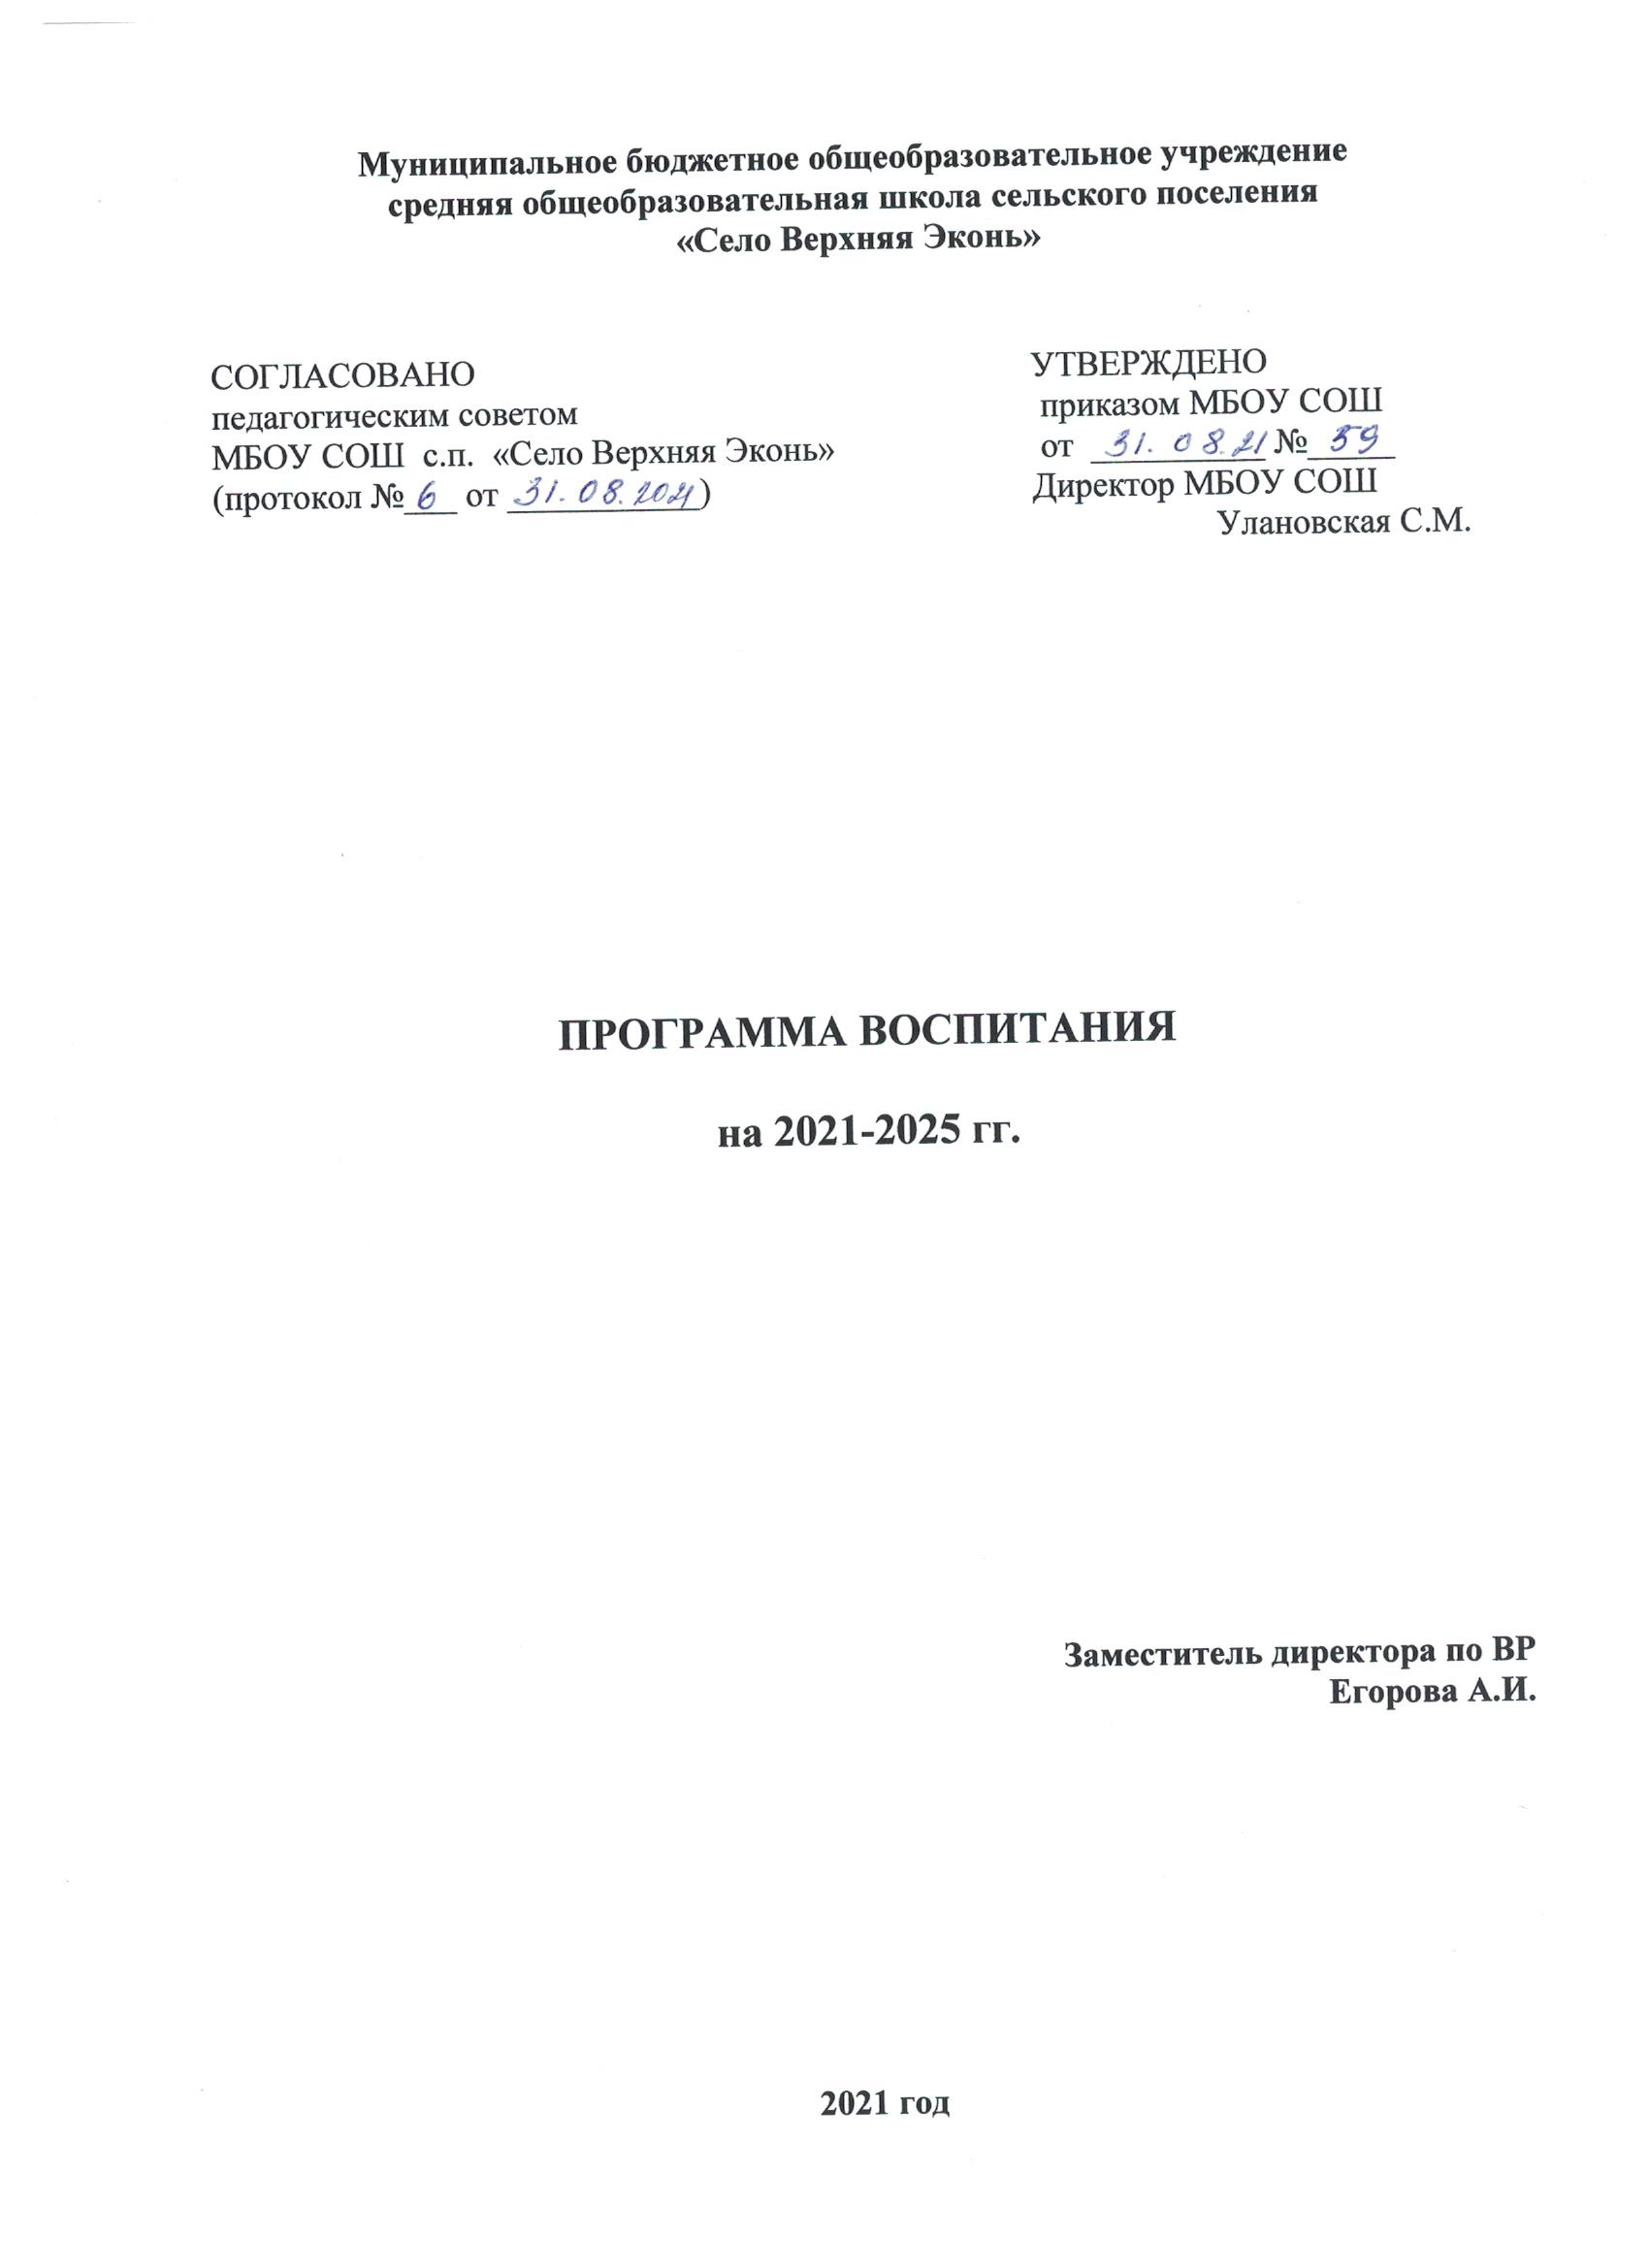 Муниципальное бюджетное общеобразовательное учреждение
средняя общеобразовательная школа сельского поселения
«Село Верхняя Эконь»
СОГЛАСОВАНО
педагогическим советом
МБОУ СОШ с.п. «Село Верхняя Эконь»
(протокол № 6 от 31.08.2021)
УТВЕРЖДЕНО
приказом МБОУ СОШ
от 31.08.21 № 59
Директор МБОУ СОШ
Улановская С.М.
ПРОГРАММА ВОСПИТАНИЯ
на 2021-2025 гг.
Заместитель директора по ВР
Егорова А.И.
2021 год